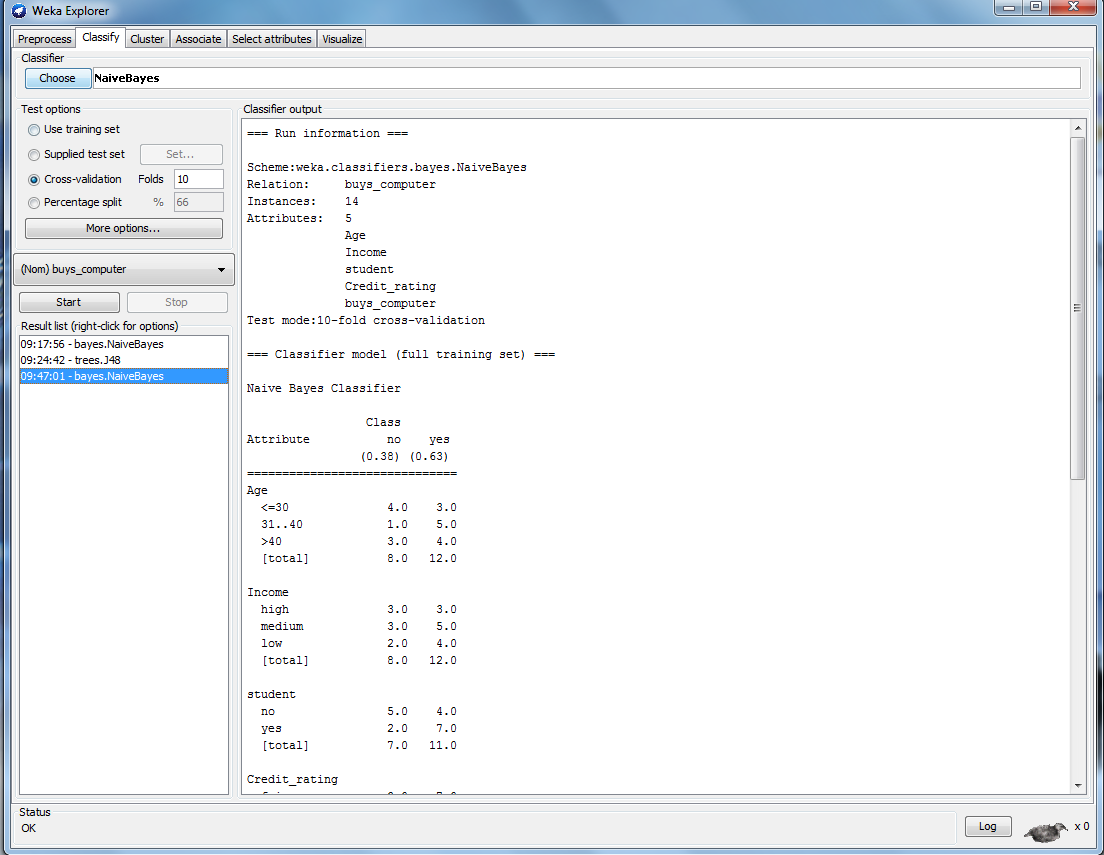 Weka Explorer
Preprocess Classify Cluster Associate Select attributes Visualize
Classifier
Choose NaiveBayes
Test options
Use training set
Supplied test set Set...
Cross-validation Folds 10
Percentage split % 66
More options...
(Nom) buys_computer
Start Stop
Result list (right-click for options)
09:17:56 - bayes.NaiveBayes
09:24:42 - trees.J48
09:47:01 - bayes.NaiveBayes
Classifier output
=== Run information ===
Scheme:weka.classifiers.bayes.NaiveBayes
Relation: buys_computer
Instances: 14
Attributes: 5
Age
Income
student
Credit_rating
buys_computer
Test mode:10-fold cross-validation
=== Classifier model (full training set) ===
Naive Bayes Classifier
Class
Attribute no yes
(0.38) (0.63)
==============================
Age
<=30 4.0 3.0
31..40 1.0 5.0
>40 3.0 4.0
[total] 8.0 12.0
Income
high 3.0 3.0
medium 3.0 5.0
low 2.0 4.0
[total] 8.0 12.0
student
no 5.0 4.0
yes 2.0 7.0
[total] 7.0 11.0
Credit_rating
Status
OK
Log x 0